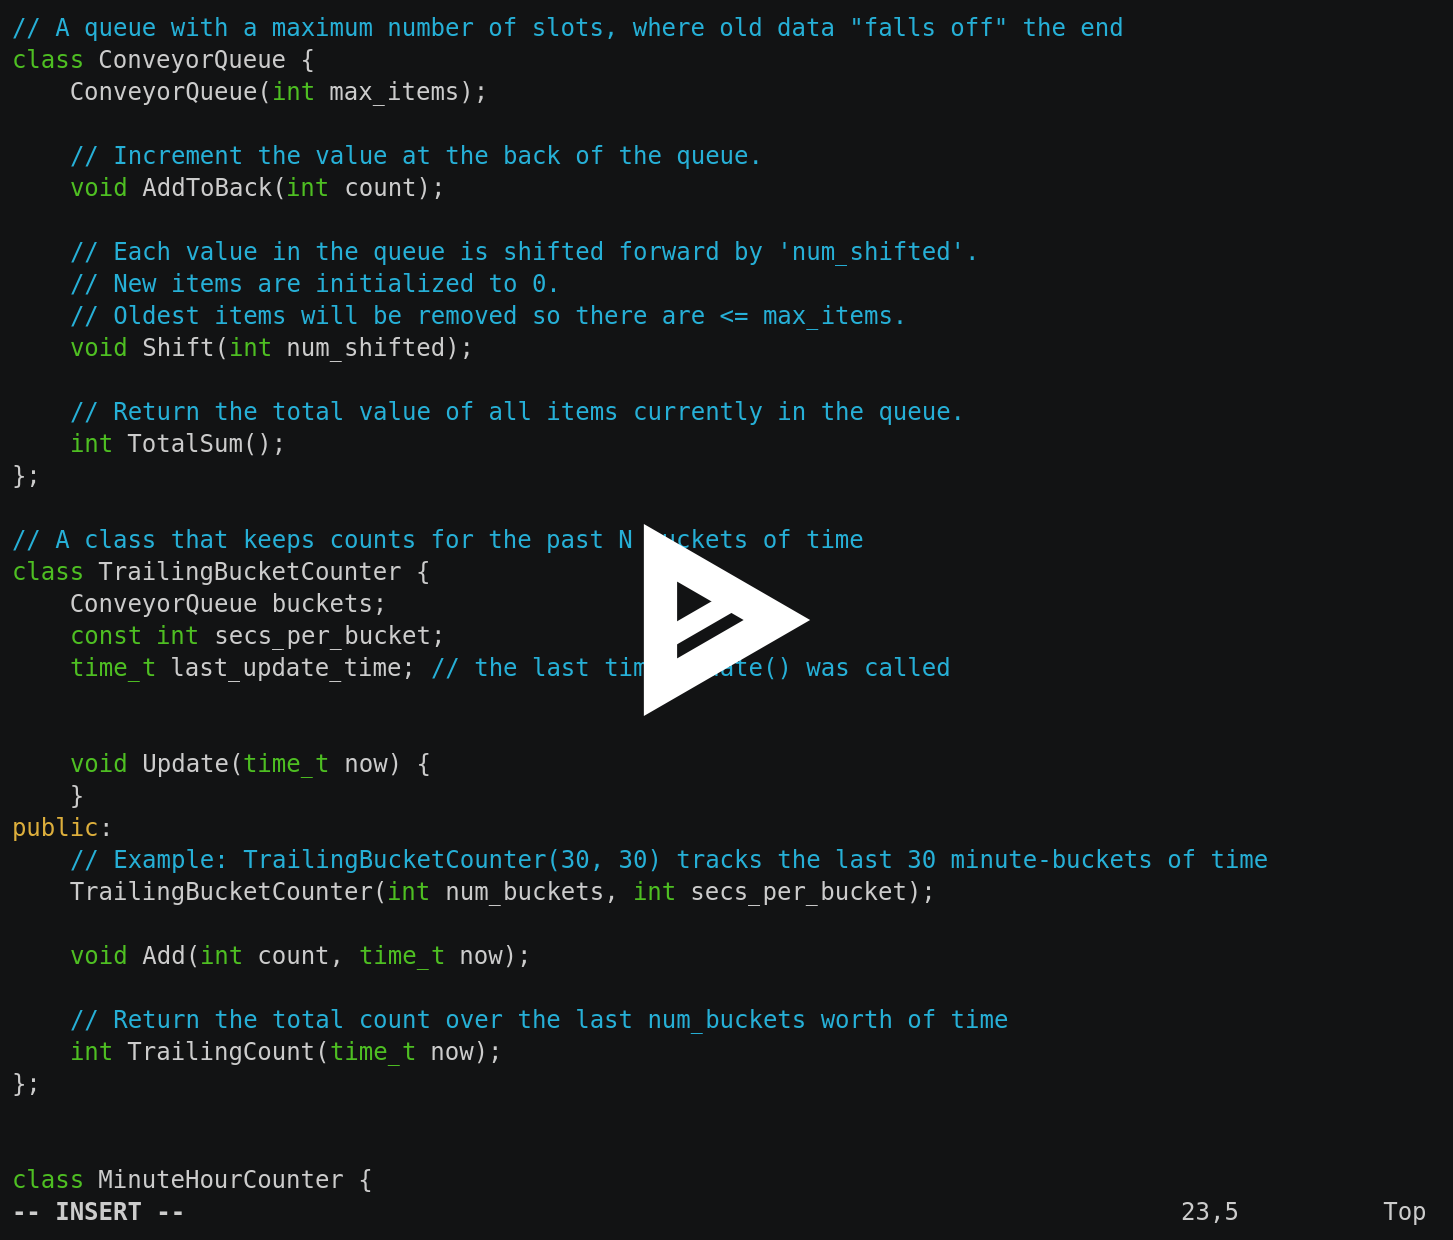 // A queue with a maximum number of slots, where old data "falls off" the end
class ConveyorQueue {
    ConveyorQueue(int max_items);

    // Increment the value at the back of the queue.
    void AddToBack(int count);

    // Each value in the queue is shifted forward by 'num_shifted'.
    // New items are initialized to 0.
    // Oldest items will be removed so there are <= max_items.
    void Shift(int num_shifted);

    // Return the total value of all items currently in the queue.
    int TotalSum();
};

// A class that keeps counts for the past N of time
class TrailingBucketCounter {
    ConveyorQueue buckets;
    const int secs_per_bucket;
    time_t last_update_time; // the last was called


    void Update(time_t now) {
    }
public:
    // Example: TrailingBucketCounter(30, 30) tracks the last 30 minute-buckets of time
    TrailingBucketCounter(int num_buckets, int secs_per_bucket);

    void Add(int count, time_t now);

    // Return the total count over the last num_buckets worth of time
    int TrailingCount(time_t now);
};


class MinuteHourCounter {
-- INSERT -- 23,5 Top